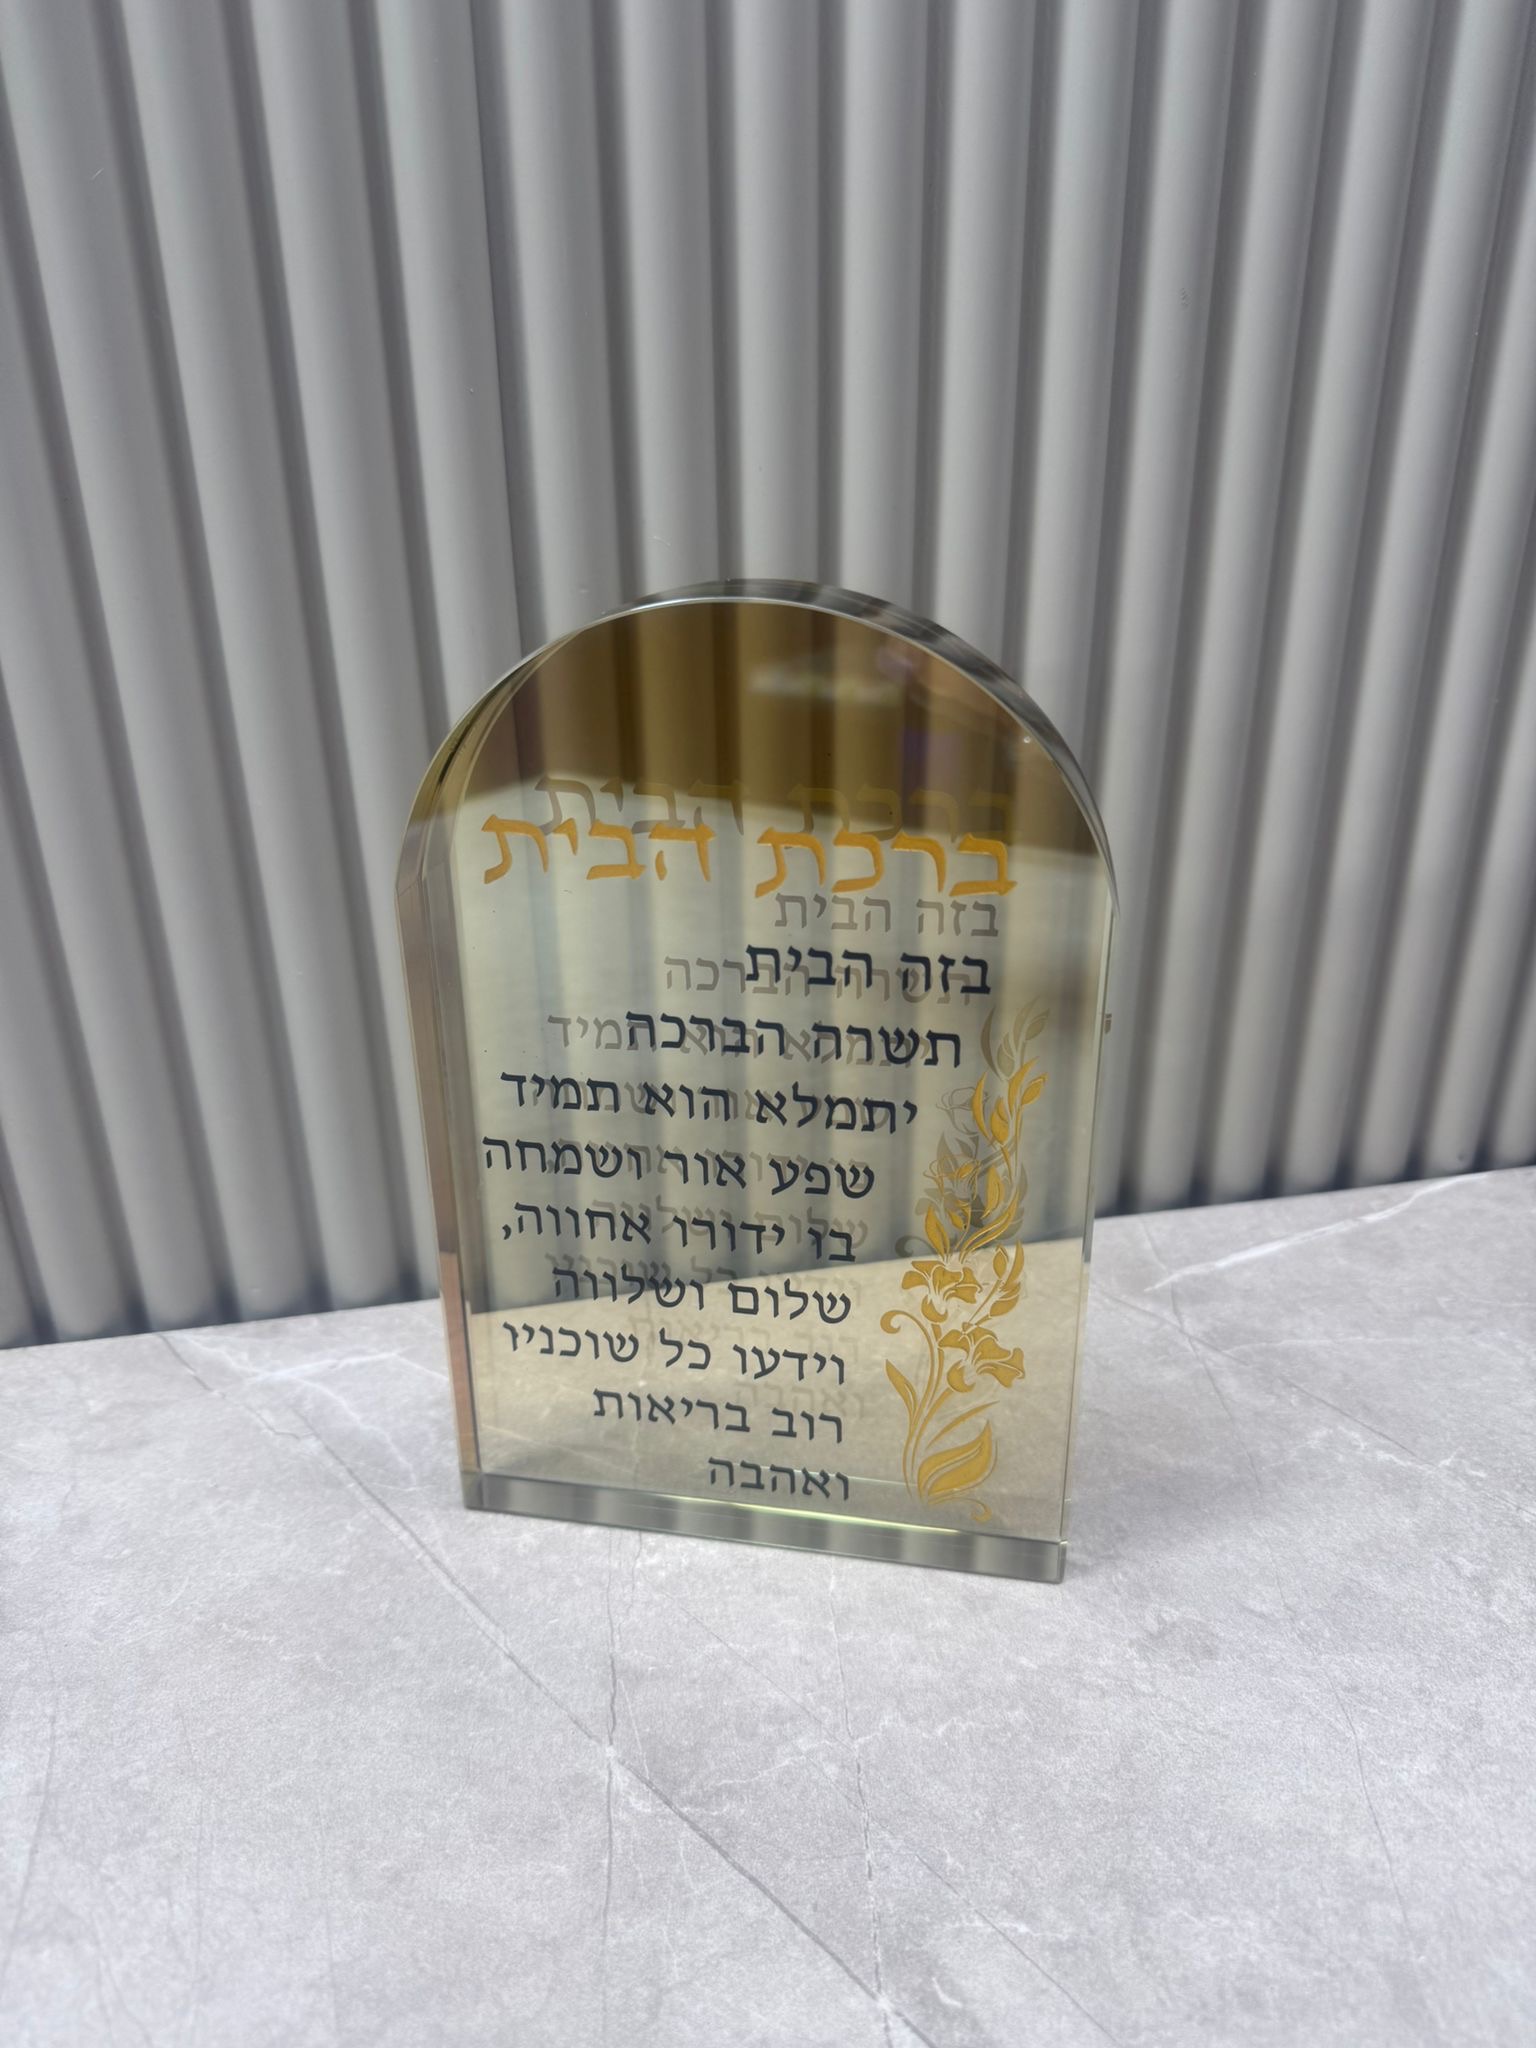 ברכת הבית
בזה הבית
תשרה הברכה
יתמלא הוא תמיד
שפע אור ושמחה
בו ידורו אחווה,
שלום ושלווה
וידעו כל שוכניו
רוב בריאות
ואהבה